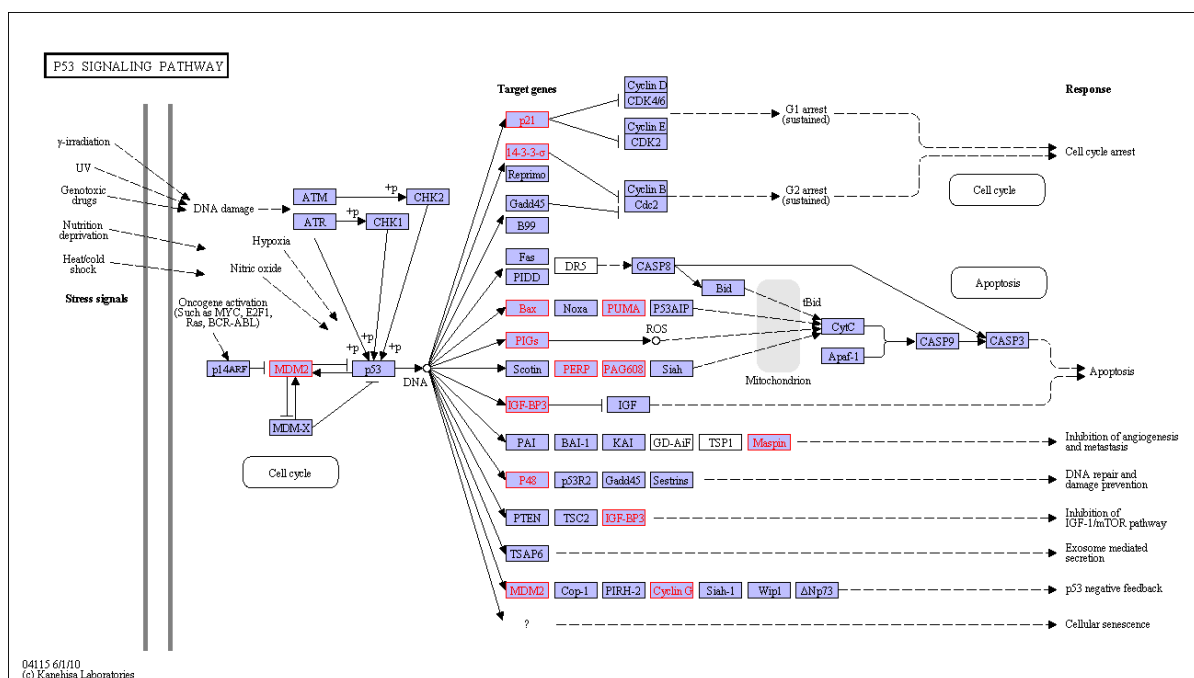 P53 SIGNALING PATHWAY
Target genes
Response
γ-irradiation
UV
Genotoxic
drugs
Nutrition
deprivation
Heat/cold
shock
Stress signals
DNA damage
ATM
+p
CHK2
ATR
+p
CHK1
Hypoxia
Nitric oxide
Oncogene activation
(Such as MYC, E2F1,
Ras, BCR-ABL)
+p
+p
+p
p14ARF
MDM2
p53
DNA
MDM-X
Cell cycle
p21
Cyclin D
CDK4/6
Cyclin E
CDK2
G1 arrest
(sustained)
14-3-3-σ
Reprimo
Cyclin B
Cdc2
G2 arrest
(sustained)
Cell cycle arrest
Cell cycle
Gadd45
B99
Fas
PIDD
DR5
CASP8
Bid
tBid
Apoptosis
Bax
Noxa
PUMA
P53AIP
CytC
PIGs
ROS
Apaf-1
CASP9
CASP3
Mitochondrion
Scotin
PERP
PAG608
Siah
Apoptosis
IGF-BP3
IGF
PAI
BAI-1
KAI
GD-AiF
TSP1
Maspin
Inhibition of angiogenesis
and metastasis
P48
p53R2
Gadd45
Sestrins
DNA repair and
damage prevention
PTEN
TSC2
IGF-BP3
Inhibition of
IGF-1/mTOR pathway
TSAP6
Exosome mediated
secretion
MDM2
Cop-1
PIRH-2
Cyclin G
Siah-1
Wip1
ΔNp73
p53 negative feedback
?
Cellular senescence
04115 6/1/10
(c) Kanehisa Laboratories